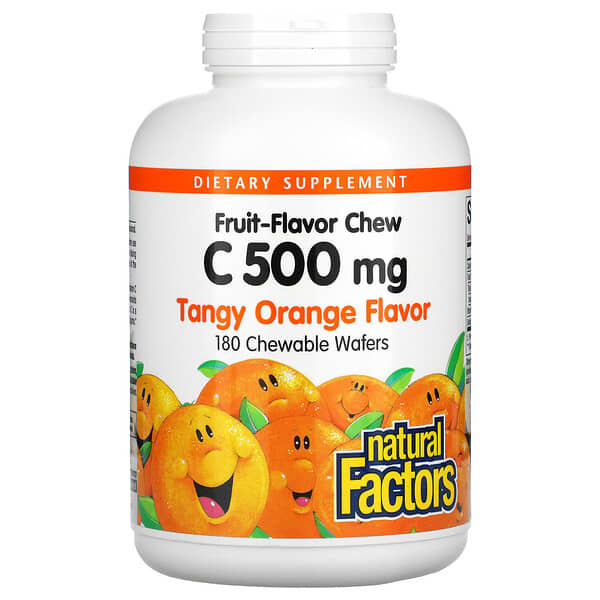 DIETARY SUPPLEMENT
Fruit-Flavor Chew
C 500 mg
Tangy Orange Flavor
180 Chewable Wafers
natural
Factors